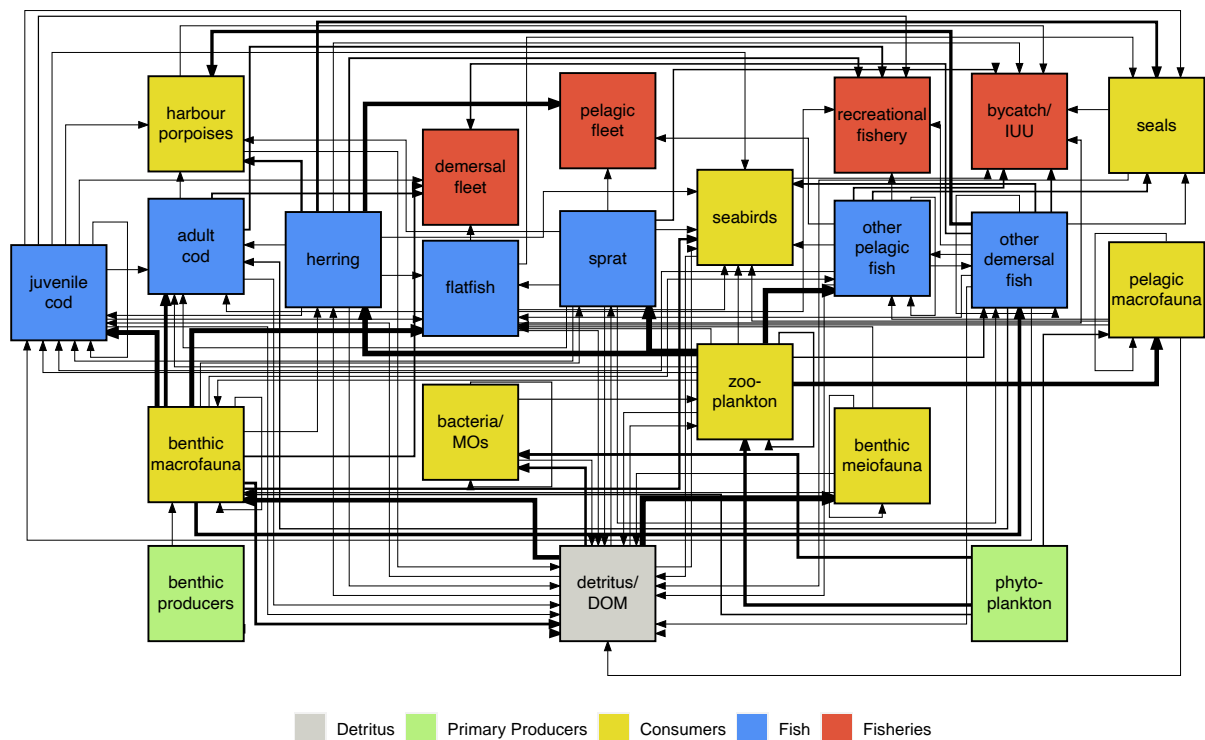 harbour
porpoises
pelagic
fleet
recreational
fishery
bycatch/
IUU
seals
demersal
fleet
seabirds
adult
cod
herring
sprat
other
pelagic
fish
other
demersal
fish
juvenile
cod
flatfish
pelagic
macrofauna
zoo-
plankton
benthic
macrofauna
bacteria/
MOs
benthic
meiofauna
benthic
producers
detritus/
DOM
phyto-
plankton
Detritus Primary Producers Consumers Fish Fisheries